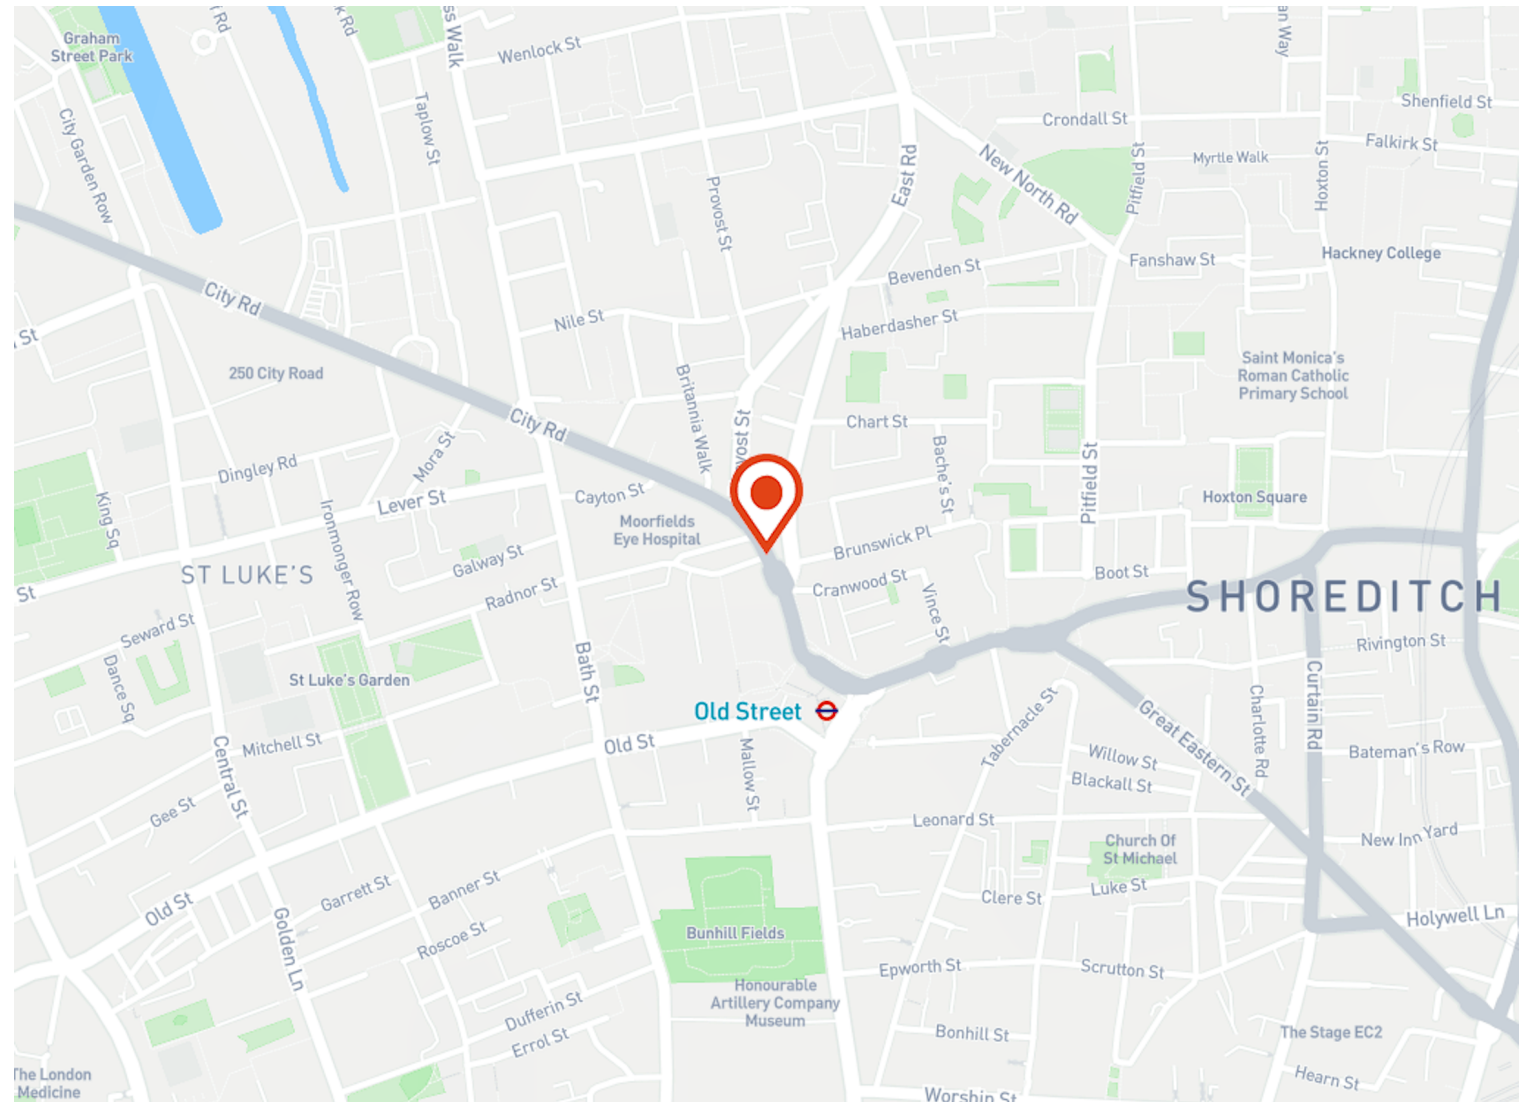 Graham
Street Park
Wenlock St
Taplow St
City Garden Row
Crondall St
Shenfield St
Falkirk St
Myrtle Walk
Hoxton St
New North Rd
Pitfield St
East Rd
Provost St
Hackney College
Fanshaw St
Bevenden St
City Rd
Nile St
Haberdasher St
250 City Road
Saint Monica's
Roman Catholic
Primary School
Britannia Walk
City Rd
Chart St
Mora St
Bache's St
Pitfield St
Dingley Rd
Lever St
Cayton St
Hoxton Square
King Sq
Ironmonger Row
Moorfields
Eye Hospital
Brunswick Pl
Galway St
ST LUKE'S
Boot St
SHOREDITCH
Cranwood St
Radnor St
Vince St
Seward St
Rivington St
Dance Sq
St Luke's Garden
Bath St
Curtain Rd
Charlotte Rd
Old Street
Tabernacle St
Great Eastern St
Mitchell St
Old St
Mallow St
Willow St
Bateman's Row
Blackall St
Central St
Gee St
Leonard St
New Inn Yard
Church Of
St Michael
Garrett St
Banner St
Clere St
Luke St
Old St
Golden Ln
Roscoe St
Bunhill Fields
Holywell Ln
Epworth St
Scrutton St
Honourable
Artillery Company
Museum
Dufferin St
Errol St
Bonhill St
The Stage EC2
The London
Medicine
Hearn St
Worship St